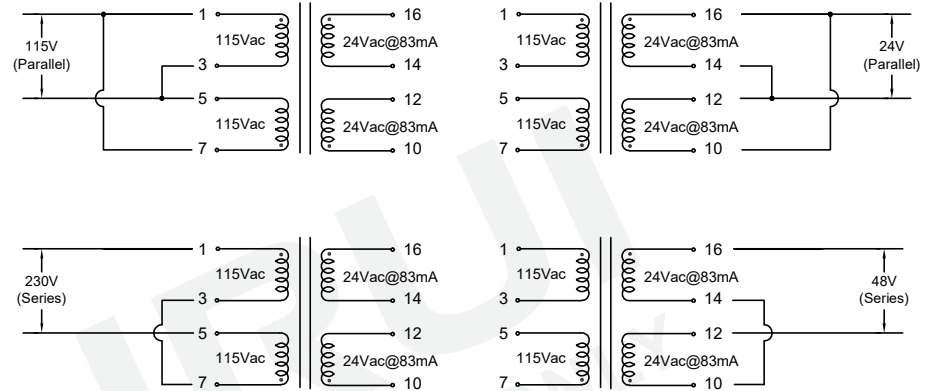 1 16 1 16
115V (Parallel) 115Vac 24Vac@83mA 115Vac 24Vac@83mA 24V (Parallel)
3 14 3 14
5 12 5 12
115Vac 24Vac@83mA 115Vac 24Vac@83mA
7 10 7 10
1 16 1 16
230V (Series) 115Vac 24Vac@83mA 115Vac 24Vac@83mA 48V (Series)
3 14 3 14
5 12 5 12
115Vac 24Vac@83mA 115Vac 24Vac@83mA
7 10 7 10